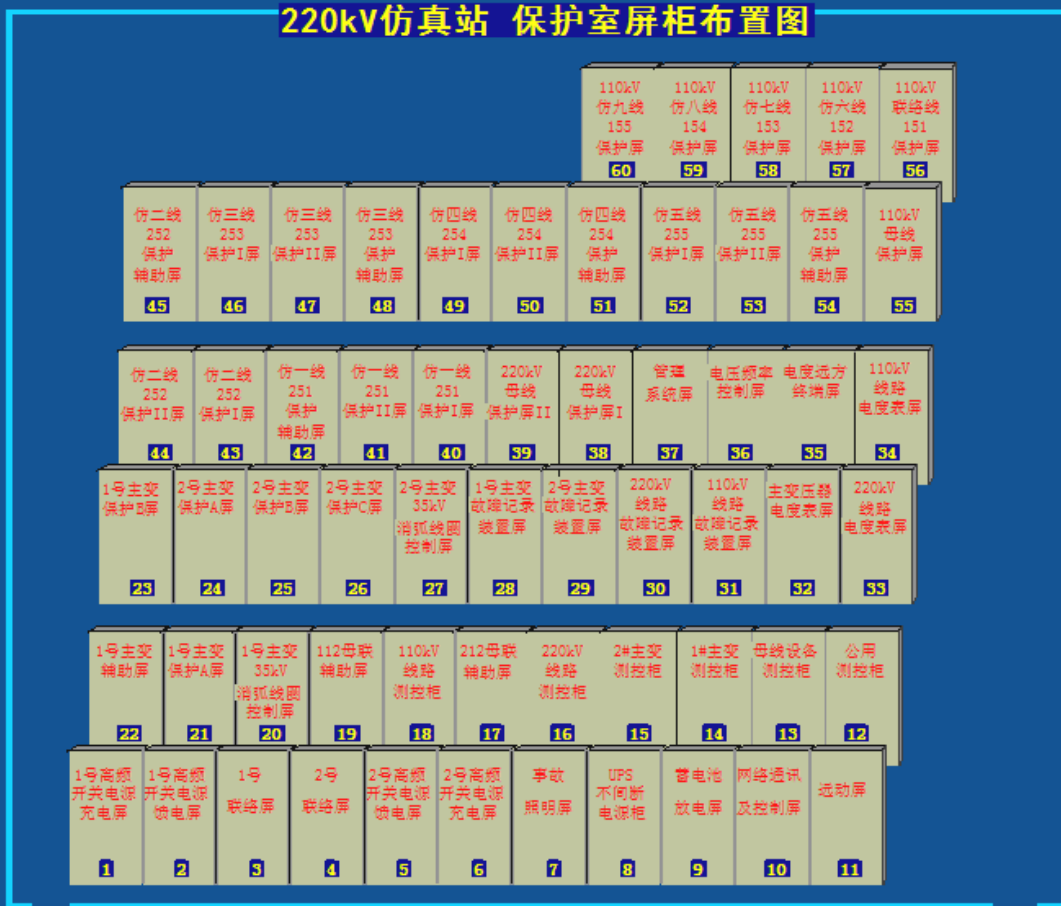 220kV仿真站 保护室屏柜布置图
110kV
仿九线
155
保护屏
60
110kV
仿八线
154
保护屏
59
110kV
仿七线
153
保护屏
58
110kV
仿六线
152
保护屏
57
110kV
联络线
151
保护屏
56
仿二线
252
保护
辅助屏
45
仿三线
253
保护I屏
46
仿三线
253
保护II屏
47
仿三线
253
保护
辅助屏
48
仿四线
254
保护I屏
49
仿四线
254
保护II屏
50
仿四线
254
保护
辅助屏
51
仿五线
255
保护I屏
52
仿五线
255
保护II屏
53
仿五线
255
保护
辅助屏
54
110kV
母线
保护屏
55
仿二线
252
保护II屏
44
仿二线
252
保护I屏
43
仿一线
251
保护
辅助屏
42
仿一线
251
保护II屏
41
仿一线
251
保护I屏
40
220kV
母线
保护屏II
39
220kV
母线
保护屏I
38
管理
系统屏
37
电压频率
控制屏
36
电度远方
终端屏
35
110kV
线路
电度表屏
34
1号主变
保护B屏
23
2号主变
保护A屏
24
2号主变
保护B屏
25
2号主变
保护C屏
26
2号主变
35kV
消弧线圈
控制屏
27
1号主变
故障记录
装置屏
28
2号主变
故障记录
装置屏
29
220kV
线路
故障记录
装置屏
30
110kV
线路
故障记录
装置屏
31
主变压器
电度表屏
32
220kV
线路
电度表屏
33
1号主变
辅助屏
22
1号主变
保护A屏
21
1号主变
35kV
消弧线圈
控制屏
20
112母联
辅助屏
19
110kV
线路
测控柜
18
212母联
辅助屏
17
220kV
线路
测控柜
16
2#主变
测控柜
15
1#主变
测控柜
14
母线设备
测控柜
13
公用
测控柜
12
1号高频
开关电源
充电屏
1
1号高频
开关电源
馈电屏
2
1号
联络屏
3
2号
联络屏
4
2号高频
开关电源
馈电屏
5
2号高频
开关电源
充电屏
6
事故
照明屏
7
UPS
不间断
电源柜
8
蓄电池
放电屏
9
网络通讯
及控制屏
10
远动屏
11